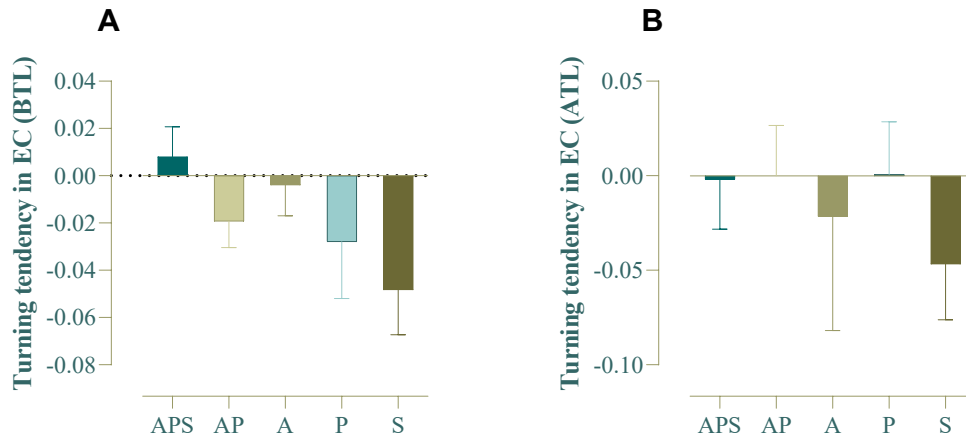 A
Turning tendency in EC (BTL)
0.04
0.02
0.00
-0.02
-0.04
-0.06
-0.08
APS AP A P S
B
Turning tendency in EC (ATL)
0.05
0.00
-0.05
-0.10
APS AP A P S